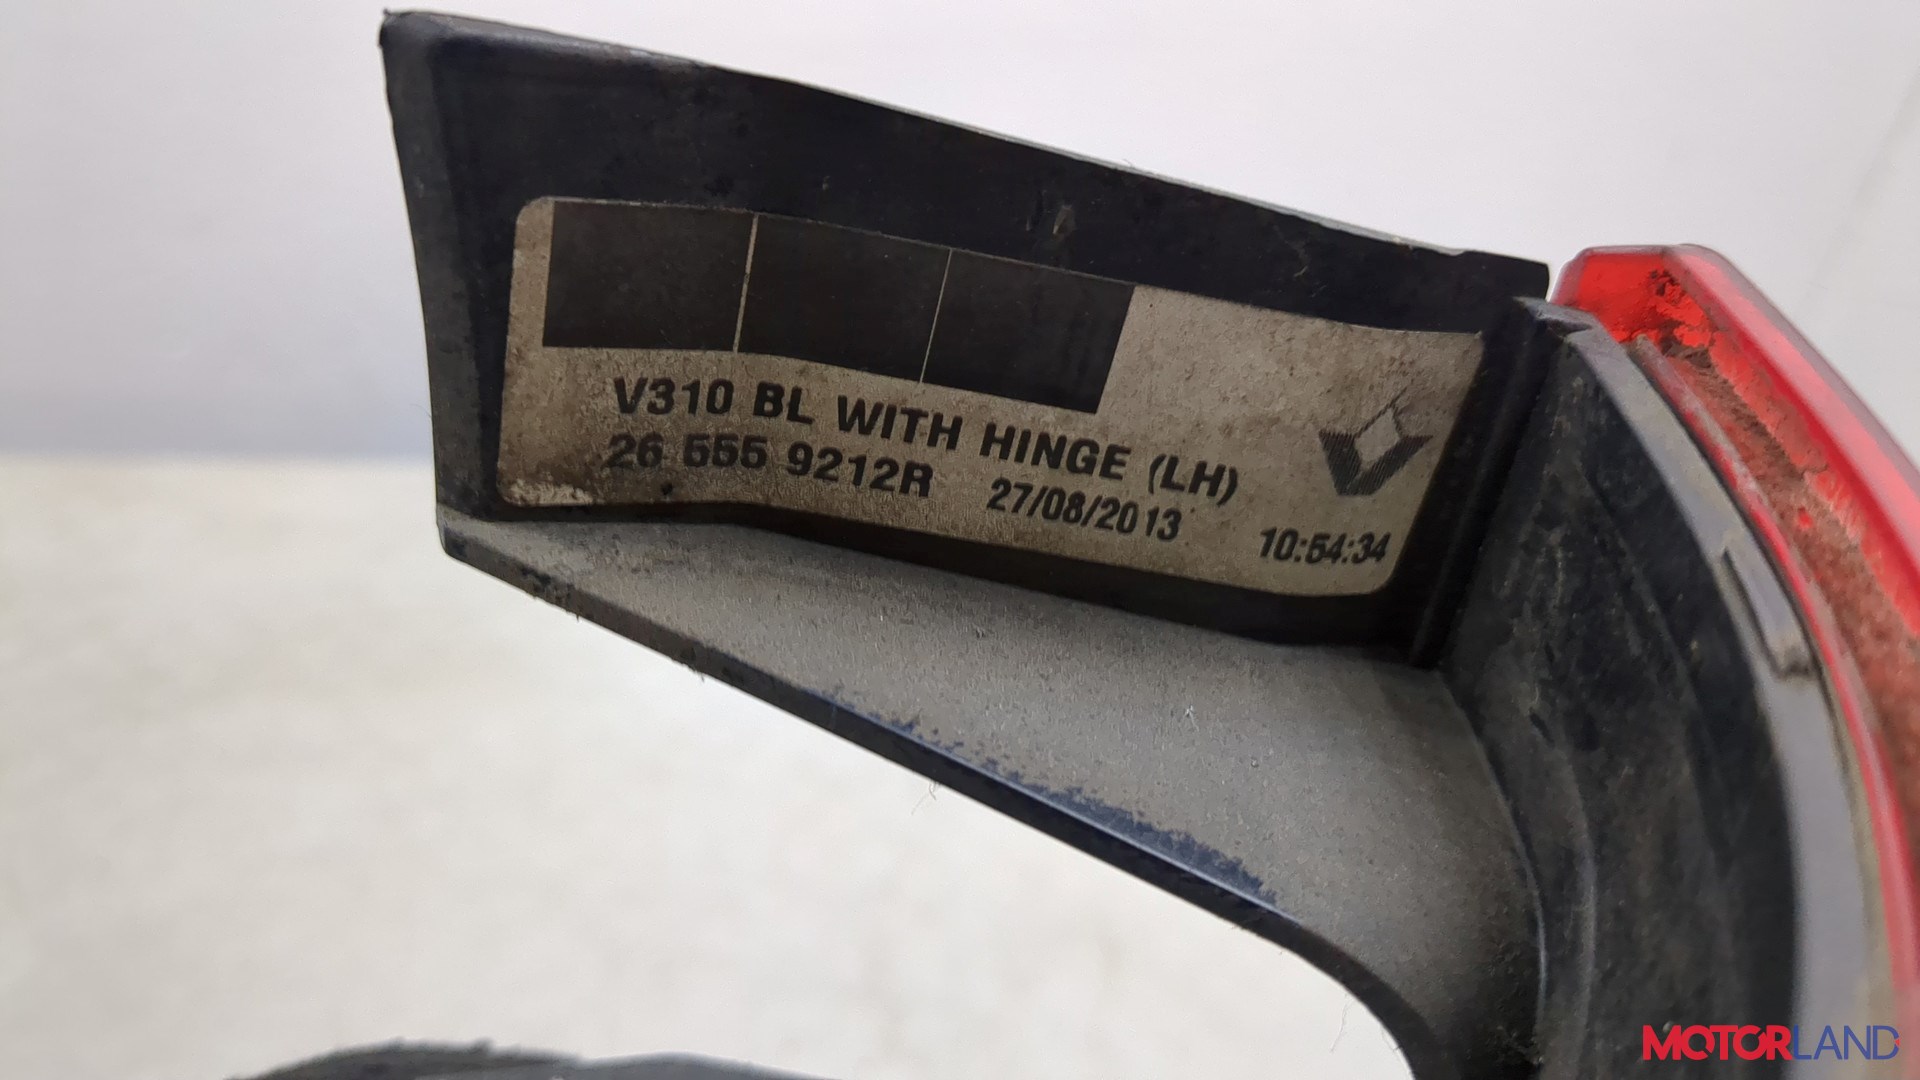 V310 BL WITH HINGE (LH)
26 555 9212R 27/08/2013 10:54:34
MOTORLAND